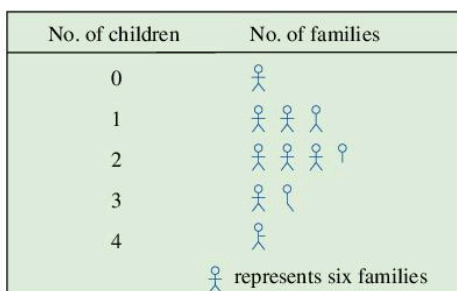 No. of children No. of families
0
1
2
3
4
represents six families